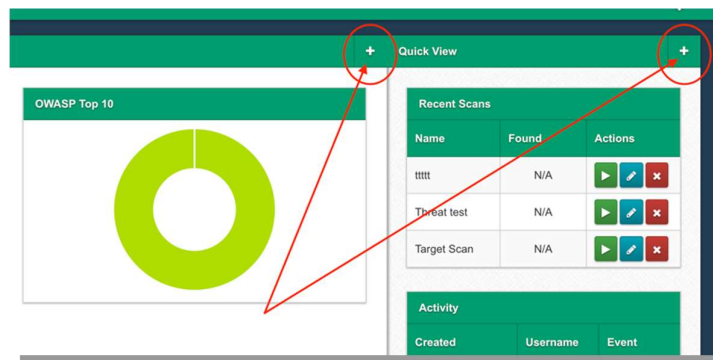 + Quick View +
OWASP Top 10
Recent Scans
Name Found Actions
ttttt N/A
Threat test N/A
Target Scan N/A
Activity
Created Username Event